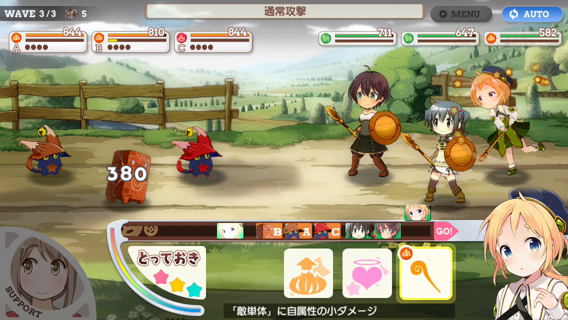 WAVE 3/3 5
通常攻撃
MENU
AUTO
844
A
810
B
844
C
711
647
582
380
B A C
GO!
とっておき
SUPPORT
「敵単体」に自属性の小ダメージ